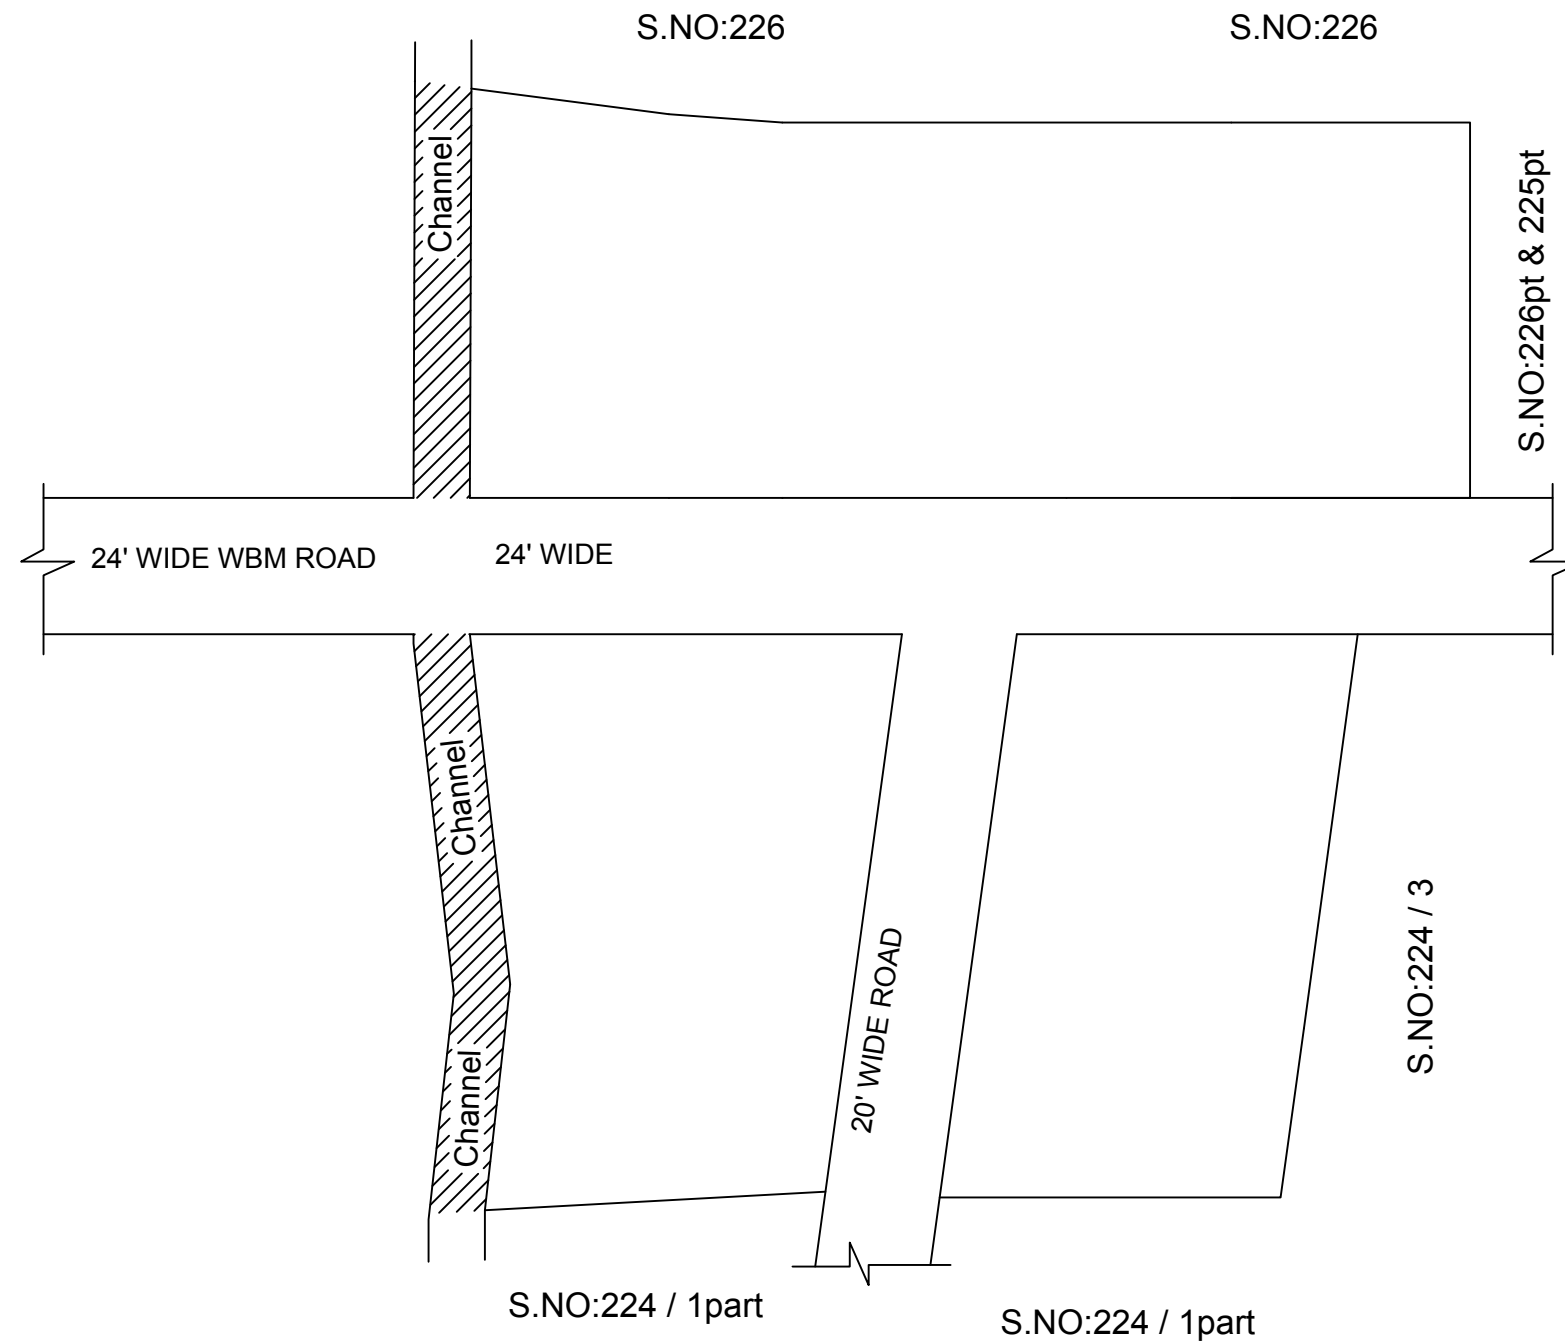 S.NO:226
S.NO:226
Channel
S.NO:226pt & 225pt
24' WIDE WBM ROAD
24' WIDE
Channel
20' WIDE ROAD
S.NO:224 / 3
Channel
S.NO:224 / 1part
S.NO:224 / 1part